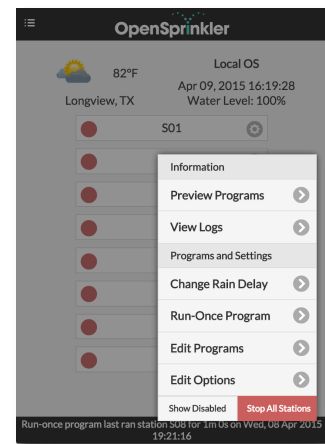 OpenSprinkler
82°F
Longview, TX
Local OS
Apr 09, 2015 16:19:28
Water Level: 100%
S01
Information
Preview Programs
View Logs
Programs and Settings
Change Rain Delay
Run-Once Program
Edit Programs
Edit Options
Show Disabled
Stop All Stations
Run-once program last ran station S08 for 1m 0s on Wed, 08 Apr 2015
19:21:16